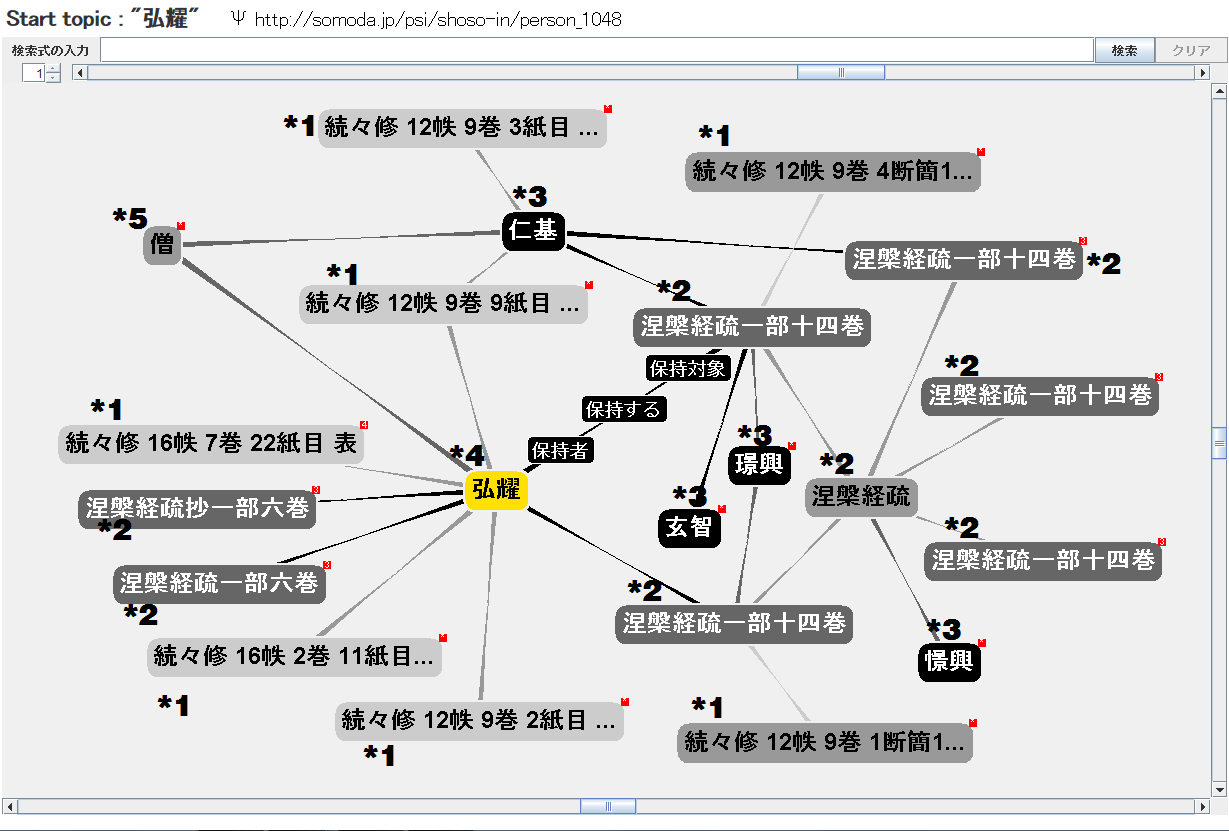 Start topic : "弘耀" Ψ http://somoda.jp/psi/shoso-in/person_1048
検索式の入力 検索 クリア
1
*1 続々修 12帙 9巻 3紙目 ...
*1
続々修 12帙 9巻 4断簡1...
*3
仁基
*5
僧
涅槃経疏一部十四巻 *2
*1
続々修 12帙 9巻 9紙目 ...
*2
涅槃経疏一部十四巻
保持対象
保持する
保持者
*2
涅槃経疏一部十四巻
*1
続々修 16帙 7巻 22紙目 表
*4
弘耀
*3
璟興
*2
涅槃経疏
*3
玄智
涅槃経疏抄一部六巻
*2
*2
涅槃経疏一部十四巻
涅槃経疏一部六巻
*2
*2
涅槃経疏一部十四巻
*3
憬興
続々修 16帙 2巻 11紙目...
*1
続々修 12帙 9巻 2紙目 ...
*1
*1
続々修 12帙 9巻 1断簡1...